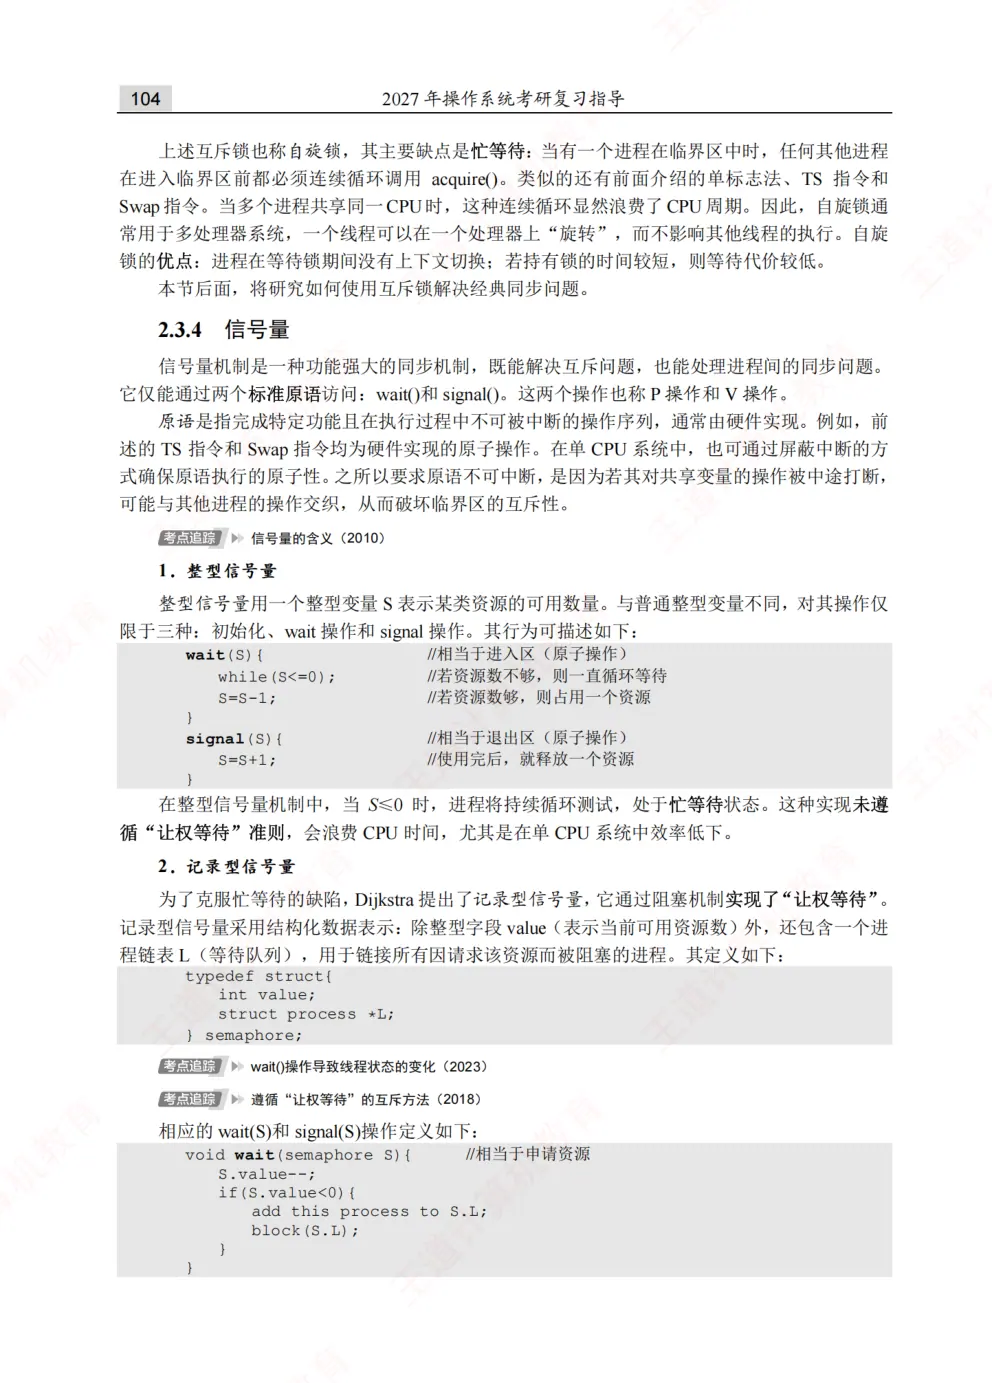 104
2027 年操作系统考研复习指导
上述互斥锁也称自旋锁，其主要缺点是忙等待：当有一个进程在临界区中时，任何其他进程
在进入临界区前都必须连续循环调用 acquire()。类似的还有前面介绍的单标志法、TS 指令和
Swap 指令。当多个进程共享同一 CPU 时，这种连续循环显然浪费了 CPU 周期。因此，自旋锁通
常用于多处理器系统，一个线程可以在一个处理器上“旋转”，而不影响其他线程的执行。自旋
锁的优点：进程在等待锁期间没有上下文切换；若持有锁的时间较短，则等待代价较低。
本节后面，将研究如何使用互斥锁解决经典同步问题。
2.3.4 信号量
信号量机制是一种功能强大的同步机制，既能解决互斥问题，也能处理进程间的同步问题。
它仅能通过两个标准原语访问：wait()和 signal()。这两个操作也称 P 操作和 V 操作。
原语是指完成特定功能且在执行过程中不可被中断的操作序列，通常由硬件实现。例如，前
述的 TS 指令和 Swap 指令均为硬件实现的原子操作。在单 CPU 系统中，也可通过屏蔽中断的方
式确保原语执行的原子性。之所以要求原语不可中断，是因为若其对共享变量的操作被中途打断，
可能与其他进程的操作交织，从而破坏临界区的互斥性。
考点追踪 信号量的含义（2010）
1．整型信号量
整型信号量用一个整型变量 S 表示某类资源的可用数量。与普通整型变量不同，对其操作仅
限于三种：初始化、wait 操作和 signal 操作。其行为可描述如下：
wait(S){ //相当于进入区（原子操作）
while(S<=0); //若资源数不够，则一直循环等待
S=S-1; //若资源数够，则占用一个资源
}
signal(S){ //相当于退出区（原子操作）
S=S+1; //使用完后，就释放一个资源
}
在整型信号量机制中，当 S≤0 时，进程将持续循环测试，处于忙等待状态。这种实现未遵
循“让权等待”准则，会浪费 CPU 时间，尤其是在单 CPU 系统中效率低下。
2．记录型信号量
为了克服忙等待的缺陷，Dijkstra 提出了记录型信号量，它通过阻塞机制实现了“让权等待”。
记录型信号量采用结构化数据表示：除整型字段 value（表示当前可用资源数）外，还包含一个进
程链表 L（等待队列），用于链接所有因请求该资源而被阻塞的进程。其定义如下：
typedef struct{
int value;
struct process *L;
} semaphore;
考点追踪 wait()操作导致线程状态的变化（2023）
考点追踪 遵循“让权等待”的互斥方法（2018）
相应的 wait(S)和 signal(S)操作定义如下：
void wait(semaphore S){ //相当于申请资源
S.value--;
if(S.value<0){
add this process to S.L;
block(S.L);
}
}